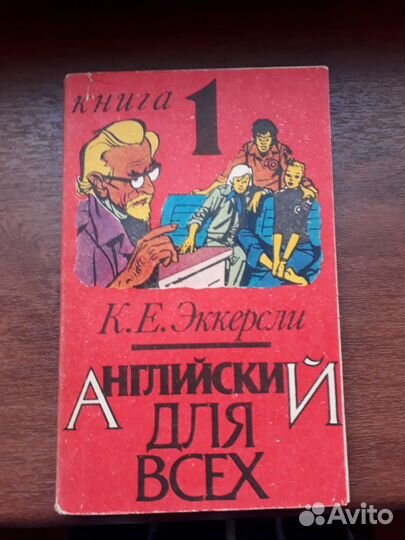 книга 1
К. Е. Эккерсли
АНГЛИЙСКИЙ
ДЛЯ
ВСЕХ
Avito